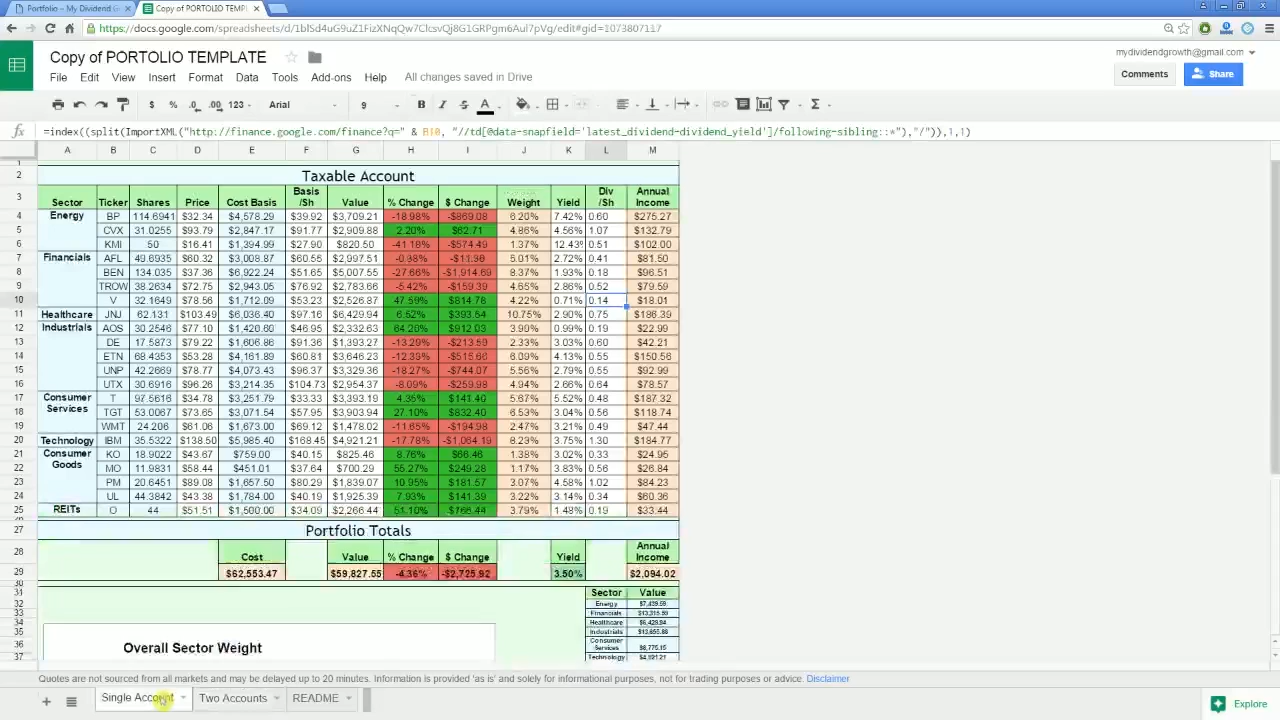 Portfolio – My Dividend G
Copy of PORTOLIO TEMPL
https://docs.google.com/spreadsheets/
Copy of PORTOLIO TEMPLATE
mydividendgrowth@gmail.com
File Edit View Insert Format Data Tools Add-ons Help All changes saved in Drive
Comments Share
$ % .0 .00 123 Arial 9 B I S A
fx =index((split(ImportXML("http://finance.google.com/finance?q=" & B10, "//td[@data-snapfield='latest_dividend-dividend_yield']/following-sibling::*"),"/")),1,1)
A B C D E F G H I J K L M
1
2 Taxable Account
3 Sector Ticker Shares Price Cost Basis Basis /Sh Value % Change $ Change Weight Yield Div /Sh Annual Income
4 Energy BP 114.6941 $32.34 $4,578.29 $39.92 $3,709.21 -18.98% -$869.08 6.20% 7.42% 0.60 $275.27
5 CVX 31.0255 $93.79 $2,847.17 $91.77 $2,909.88 2.20% $62.71 4.86% 4.56% 1.07 $132.79
6 KMI 50 $16.41 $1,394.99 $27.90 $820.50 -41.18% -$574.49 1.37% 12.43% 0.51 $102.00
7 Financials AFL 49.6935 $60.32 $3,008.87 $60.55 $2,997.51 -0.38% 5.01% 2.72% 0.41 $81.50
8 BEN 134.035 $37.36 $6,922.24 $51.65 $5,007.55 -27.66% -$1,914.69 8.37% 1.93% 0.18 $96.51
9 TROW 38.2634 $72.75 $2,943.05 $76.92 $2,783.66 -5.42% -$159.39 4.65% 2.86% 0.52 $79.59
10 V 32.1649 $78.56 $1,712.09 $53.23 $2,526.87 47.59% $814.78 4.22% 0.71% 0.14 $18.01
11 Healthcare JNJ 62.131 $103.49 $6,036.40 $97.16 $6,429.94 6.52% $393.54 10.75% 2.90% 0.75 $186.39
12 Industrials AOS 30.2546 $77.10 $1,420.60 $46.95 $2,332.63 64.20% $912.03 3.90% 0.99% 0.19 $22.99
13 DE 17.5873 $79.22 $1,606.86 $91.36 $1,393.27 -13.29% -$213.59 2.33% 3.03% 0.60 $42.21
14 ETN 68.4353 $53.28 $4,161.89 $60.81 $3,646.23 -12.39% -$515.66 6.09% 4.13% 0.55 $150.56
15 UNP 42.2669 $78.77 $4,073.43 $96.37 $3,329.36 -18.27% -$744.07 5.56% 2.79% 0.55 $92.99
16 UTX 30.6916 $96.26 $3,214.35 $104.73 $2,954.37 -8.09% -$259.98 4.94% 2.66% 0.64 $78.57
17 Consumer Services T 97.5616 $34.78 $3,251.79 $33.33 $3,393.19 4.35% $141.40 5.67% 5.52% 0.48 $187.32
18 TGT 53.0067 $73.65 $3,071.54 $57.95 $3,903.94 27.10% $832.40 6.53% 3.04% 0.56 $118.74
19 WMT 24.206 $61.06 $1,673.00 $69.12 $1,478.02 -11.65% -$194.98 2.47% 3.21% 0.49 $47.44
20 Technology IBM 35.5322 $138.50 $5,985.40 $168.45 $4,921.21 -17.78% -$1,064.19 8.23% 3.75% 1.30 $184.77
21 Consumer Goods KO 18.9022 $43.67 $759.00 $40.15 $825.46 8.76% $66.46 1.38% 3.02% 0.33 $24.95
22 MO 11.9831 $58.44 $451.01 $37.64 $700.29 55.27% $249.28 1.17% 3.83% 0.56 $26.84
23 PM 20.6451 $89.08 $1,657.50 $80.29 $1,839.07 10.95% $181.57 3.07% 4.58% 1.02 $84.23
24 UL 44.3842 $43.38 $1,784.00 $40.19 $1,925.39 7.93% $141.39 3.22% 3.14% 0.34 $60.36
25 REITs O 44 $51.51 $1,500.00 $34.09 $2,266.44 51.10% $766.44 3.79% 1.48% 0.19 $33.44
27 Portfolio Totals
28 Cost Value % Change $ Change Yield Annual Income
29 $62,553.47 $59,827.55 -4.36% -$2,725.92 3.50% $2,094.02
30
31 Sector Value
32 Energy
33 Financials
34 Healthcare
35 Industrials
36 Overall Sector Weight Consumer Services $8,775.15
37 Technology $4,921.21
Quotes are not sourced from all markets and may be delayed up to 20 minutes. Information is provided 'as is' and solely for informational purposes, not for trading purposes or advice. Disclaimer
Single Account Two Accounts README Explore